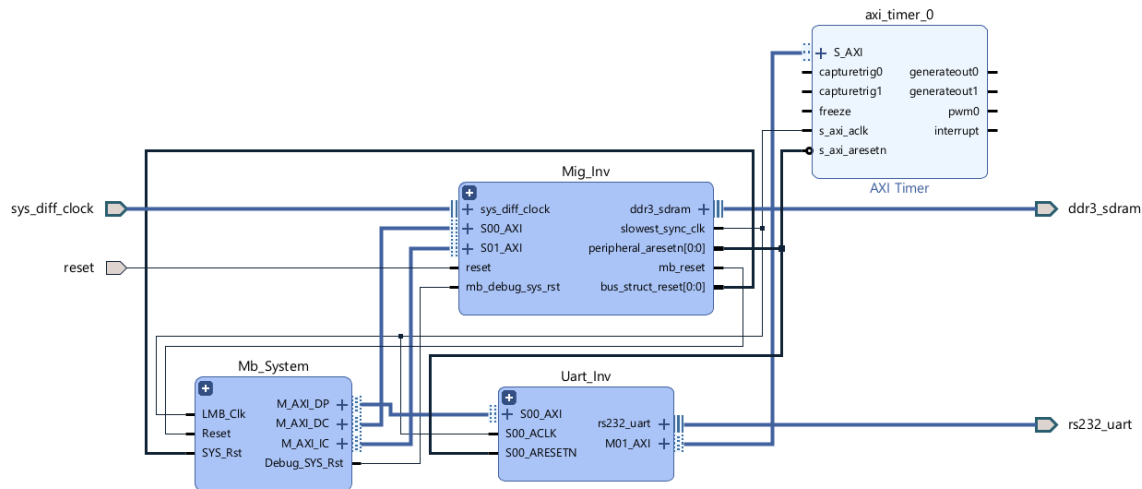 axi_timer_0
S_AXI
capturetrig0
capturetrig1
freeze
s_axi_aclk
s_axi_aresetn
generateout0
generateout1
pwm0
interrupt
AXI Timer
Mig_Inv
sys_diff_clock
S00_AXI
S01_AXI
reset
mb_debug_sys_rst
ddr3_sdram
slowest_sync_clk
peripheral_aresetn[0:0]
mb_reset
bus_struct_reset[0:0]
sys_diff_clock
reset
ddr3_sdram
Mb_System
LMB_Clk
Reset
SYS_Rst
M_AXI_DP
M_AXI_DC
M_AXI_IC
Debug_SYS_Rst
Uart_Inv
S00_AXI
S00_ACLK
S00_ARESETN
rs232_uart
M01_AXI
rs232_uart